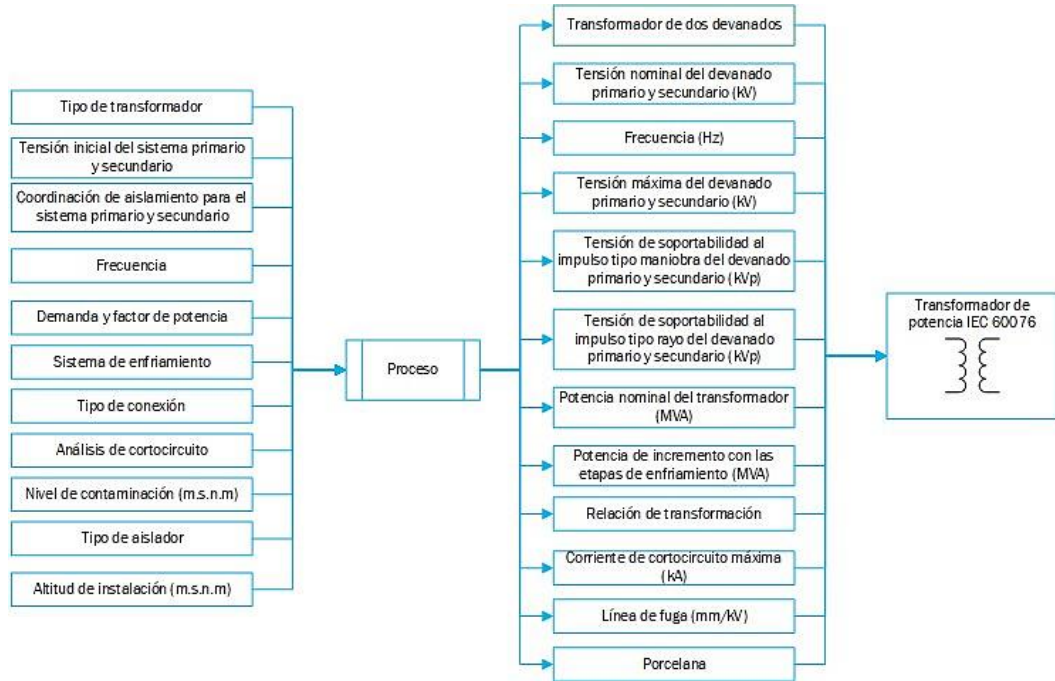 Tipo de transformador
Tensión inicial del sistema primario
y secundario
Coordinación de aislamiento para el
sistema primario y secundario
Frecuencia
Demanda y factor de potencia
Sistema de enfriamiento
Tipo de conexión
Análisis de cortocircuito
Nivel de contaminación (m.s.n.m)
Tipo de aislador
Altitud de instalación (m.s.n.m)
Proceso
Transformador de dos devanados
Tensión nominal del devanado
primario y secundario (kV)
Frecuencia (Hz)
Tensión máxima del devanado
primario y secundario (kV)
Tensión de soportabilidad al
impulso tipo maniobra del devanado
primario y secundario (kVp)
Tensión de soportabilidad al
impulso tipo rayo del devanado
primario y secundario (kVp)
Potencia nominal del transformador
(MVA)
Potencia de incremento con las
etapas de enfriamiento (MVA)
Relación de transformación
Corriente de cortocircuito máxima
(kA)
Línea de fuga (mm/kV)
Porcelana
Transformador de
potencia IEC 60076